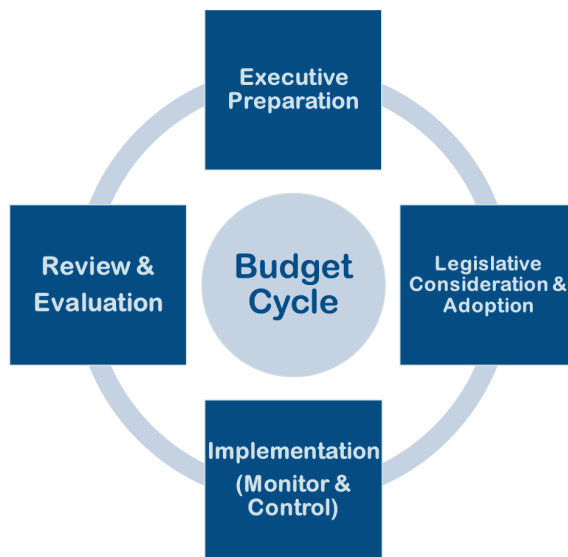 Executive
Preparation
Review &
Evaluation
Budget
Cycle
Legislative
Consideration &
Adoption
Implementation
(Monitor &
Control)